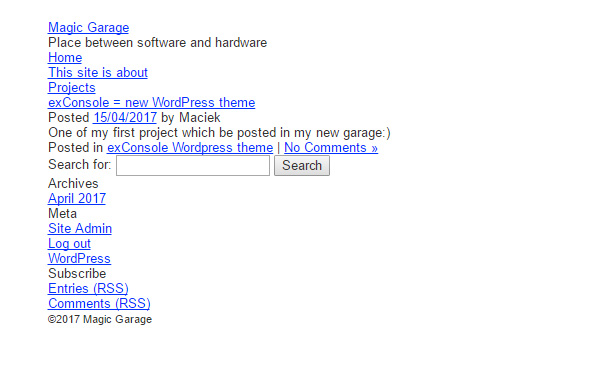 Magic Garage
Place between software and hardware
Home
This site is about
Projects
exConsole = new WordPress theme
Posted 15/04/2017 by Maciek
One of my first project which be posted in my new garage:)
Posted in exConsole Wordpress theme | No Comments »
Search for: Search
Archives
April 2017
Meta
Site Admin
Log out
WordPress
Subscribe
Entries (RSS)
Comments (RSS)
©2017 Magic Garage